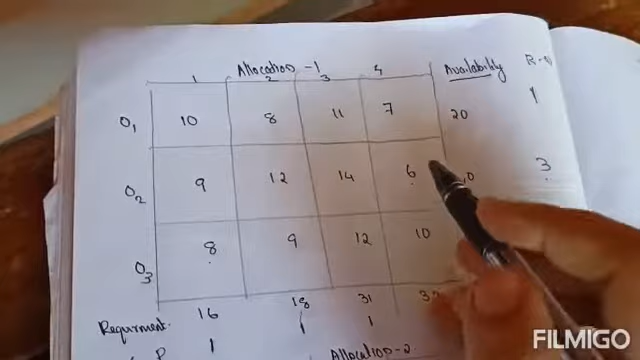 Allocation -1
1 2 3 4 Availability
O1 10 8 11 7 20 1
O2 9 12 14 6 3
O3 8 9 12 10
Requirment. 16 18 31
1 1 1
Allocation-2
FILMIGO